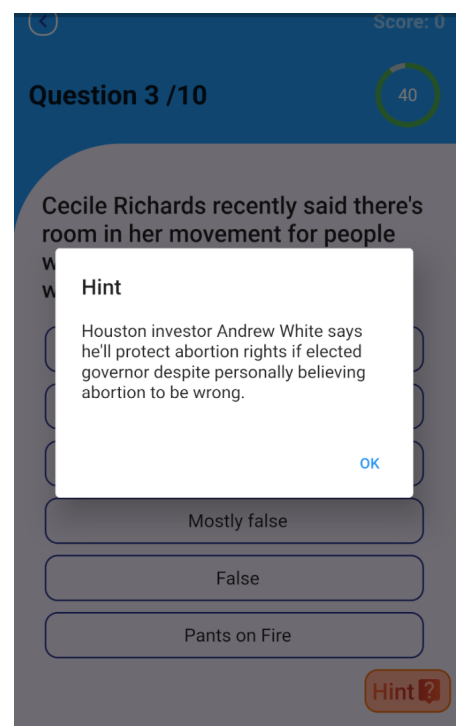 Score: 0
Question 3 /10
40
Cecile Richards recently said there's
room in her movement for people
Hint
Houston investor Andrew White says
he'll protect abortion rights if elected
governor despite personally believing
abortion to be wrong.
OK
Mostly false
False
Pants on Fire
Hint ?